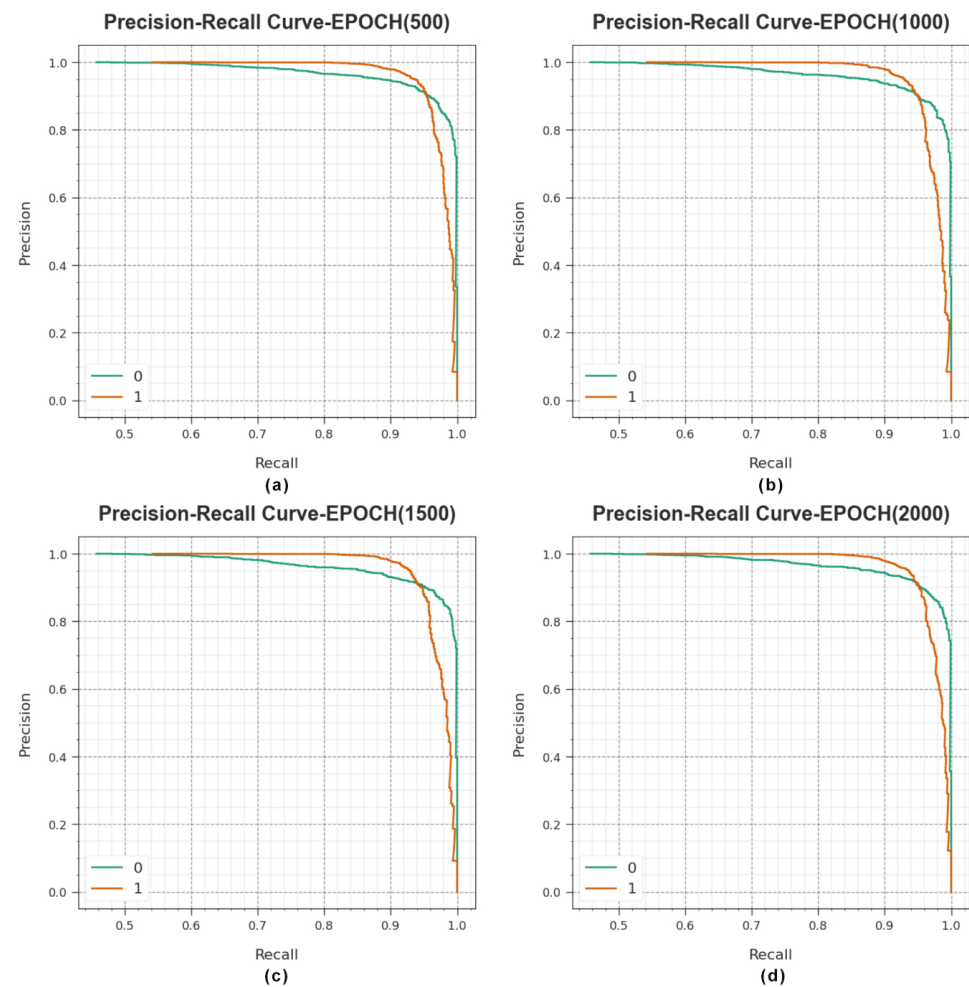 Precision-Recall Curve-EPOCH(500)
Precision
1.0
0.8
0.6
0.4
0.2
0.0
0
1
0.5 0.6 0.7 0.8 0.9 1.0
Recall
(a)
Precision-Recall Curve-EPOCH(1000)
Precision
1.0
0.8
0.6
0.4
0.2
0.0
0
1
0.5 0.6 0.7 0.8 0.9 1.0
Recall
(b)
Precision-Recall Curve-EPOCH(1500)
Precision
1.0
0.8
0.6
0.4
0.2
0.0
0
1
0.5 0.6 0.7 0.8 0.9 1.0
Recall
(c)
Precision-Recall Curve-EPOCH(2000)
Precision
1.0
0.8
0.6
0.4
0.2
0.0
0
1
0.5 0.6 0.7 0.8 0.9 1.0
Recall
(d)